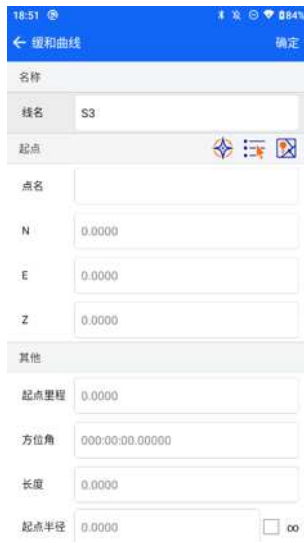 18:51 84%
缓和曲线 确定
名称
线名 S3
起点
点名
N 0.0000
E 0.0000
Z 0.0000
其他
起点里程 0.0000
方位角 000:00:00.00000
长度 0.0000
起点半径 0.0000 ∞